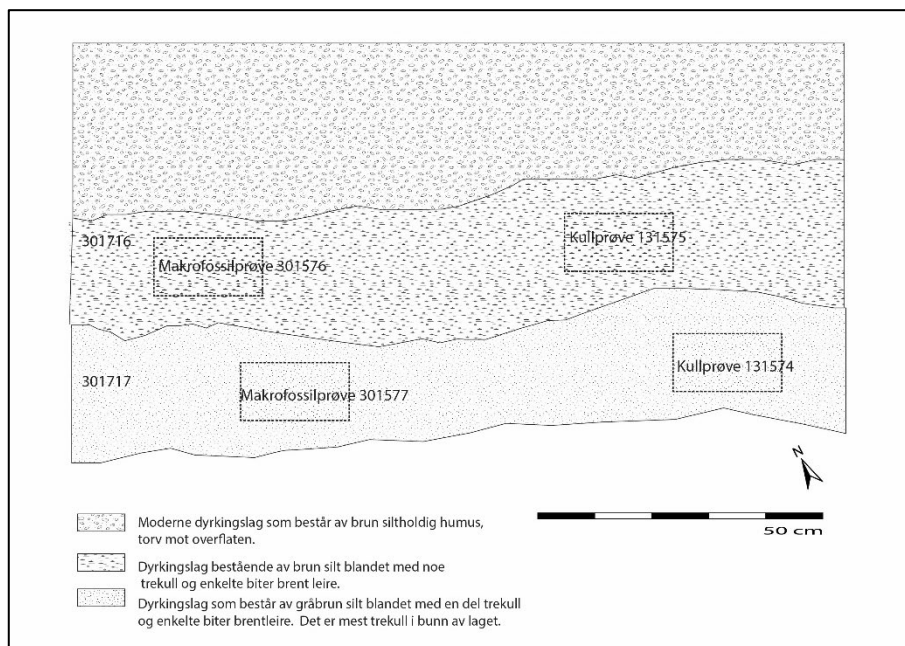 301716
Makrofossilprøve 301576
Kullprøve 131575
301717
Makrofossilprøve 301577
Kullprøve 131574
N
50 cm
Moderne dyrkingslag som består av brun siltholdig humus,
torv mot overflaten.
Dyrkingslag bestående av brun silt blandet med noe
trekull og enkelte biter brent leire.
Dyrkingslag som består av gråbrun silt blandet med en del trekull
og enkelte biter brentleire. Det er mest trekull i bunn av laget.